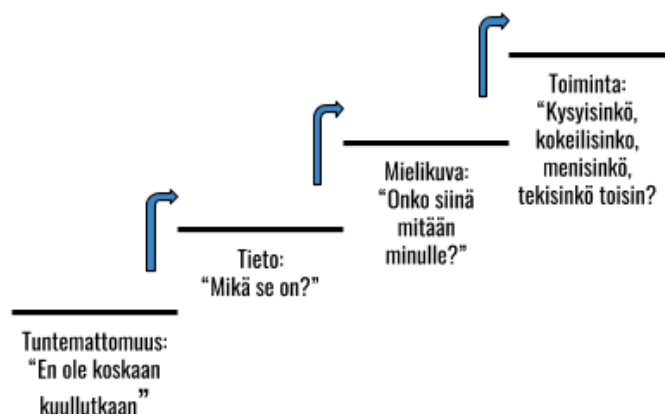 Tuntemattomuus:
“En ole koskaan
kuullutkaan”
Tieto:
“Mikä se on?”
Mielikuva:
“Onko siinä
mitään
minulle?”
Toiminta:
“Kysyisinkö,
kokeilisinko,
menisinkö,
tekisinkö toisin?